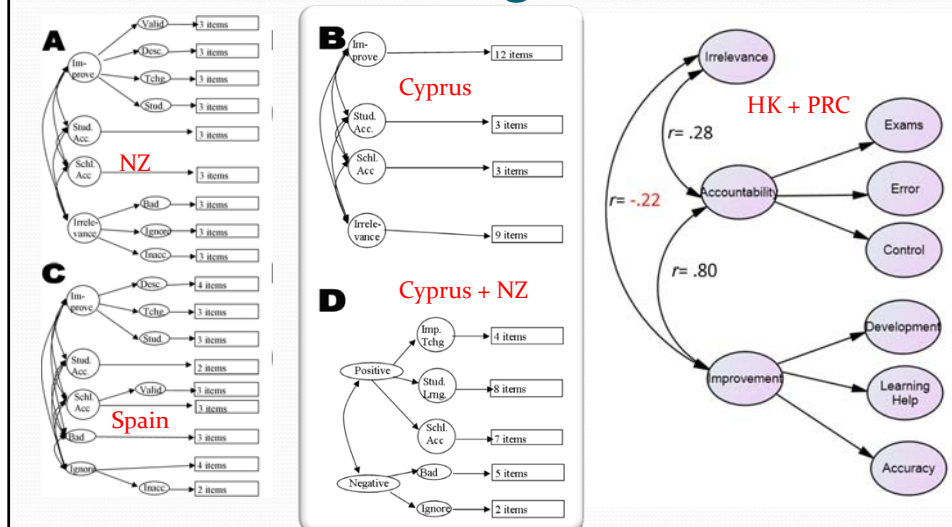 A
Im-
prove
Valid
3 items
Desc.
3 items
Tchg
3 items
Stud.
3 items
Stud.
Acc.
3 items
Schl.
Acc
NZ
3 items
Irrele-
vance
Bad
3 items
Ignore
3 items
Inacc.
3 items
C
Im-
prove
Desc.
4 items
Tchg
3 items
Stud.
3 items
Stud.
Acc.
2 items
Schl.
Acc
Valid
3 items
3 items
Spain
Bad
3 items
Ignore
4 items
Inacc.
2 items
B
Im-
prove
12 items
Cyprus
Stud.
Acc.
3 items
Schl.
Acc
3 items
Irrele-
vance
9 items
D
Cyprus + NZ
Positive
Imp.
Tchg
4 items
Stud.
Lrng.
8 items
Schl.
Acc
7 items
Negative
Bad
5 items
Ignore
2 items
Irrelevance
HK + PRC
r= .28
Exams
Accountability
Error
r= -.22
Control
r= .80
Development
Improvement
Learning
Help
Accuracy